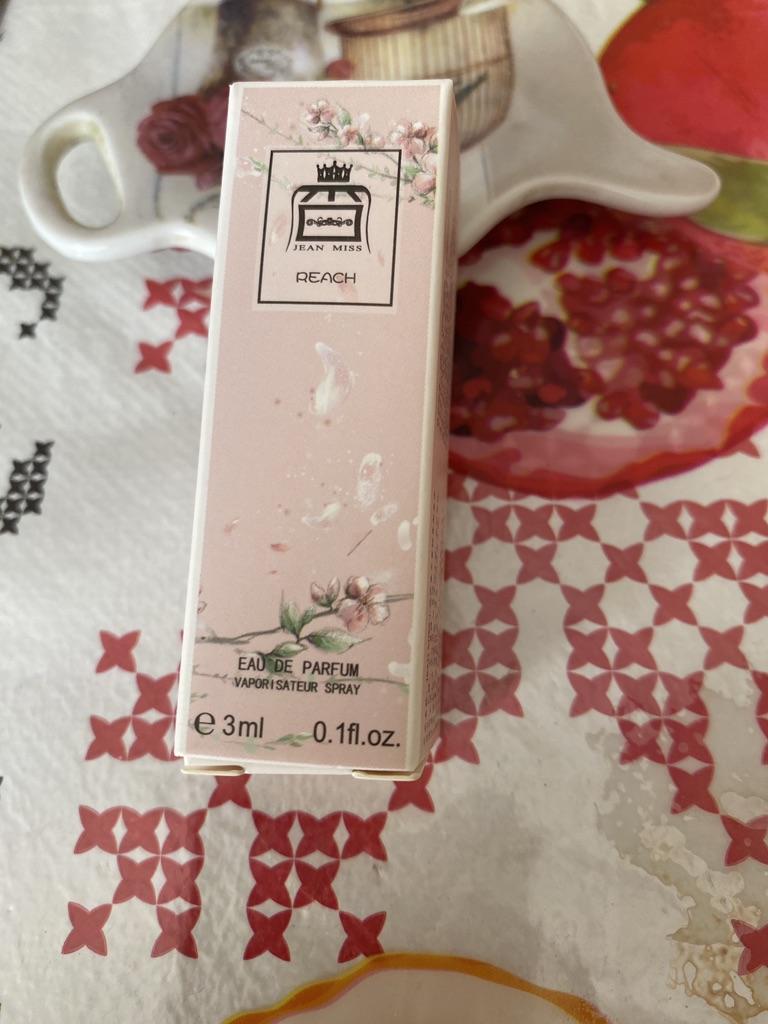 JEAN MISS
REACH
EAU DE PARFUM
VAPORISATEUR SPRAY
℮ 3ml 0.1fl.oz.